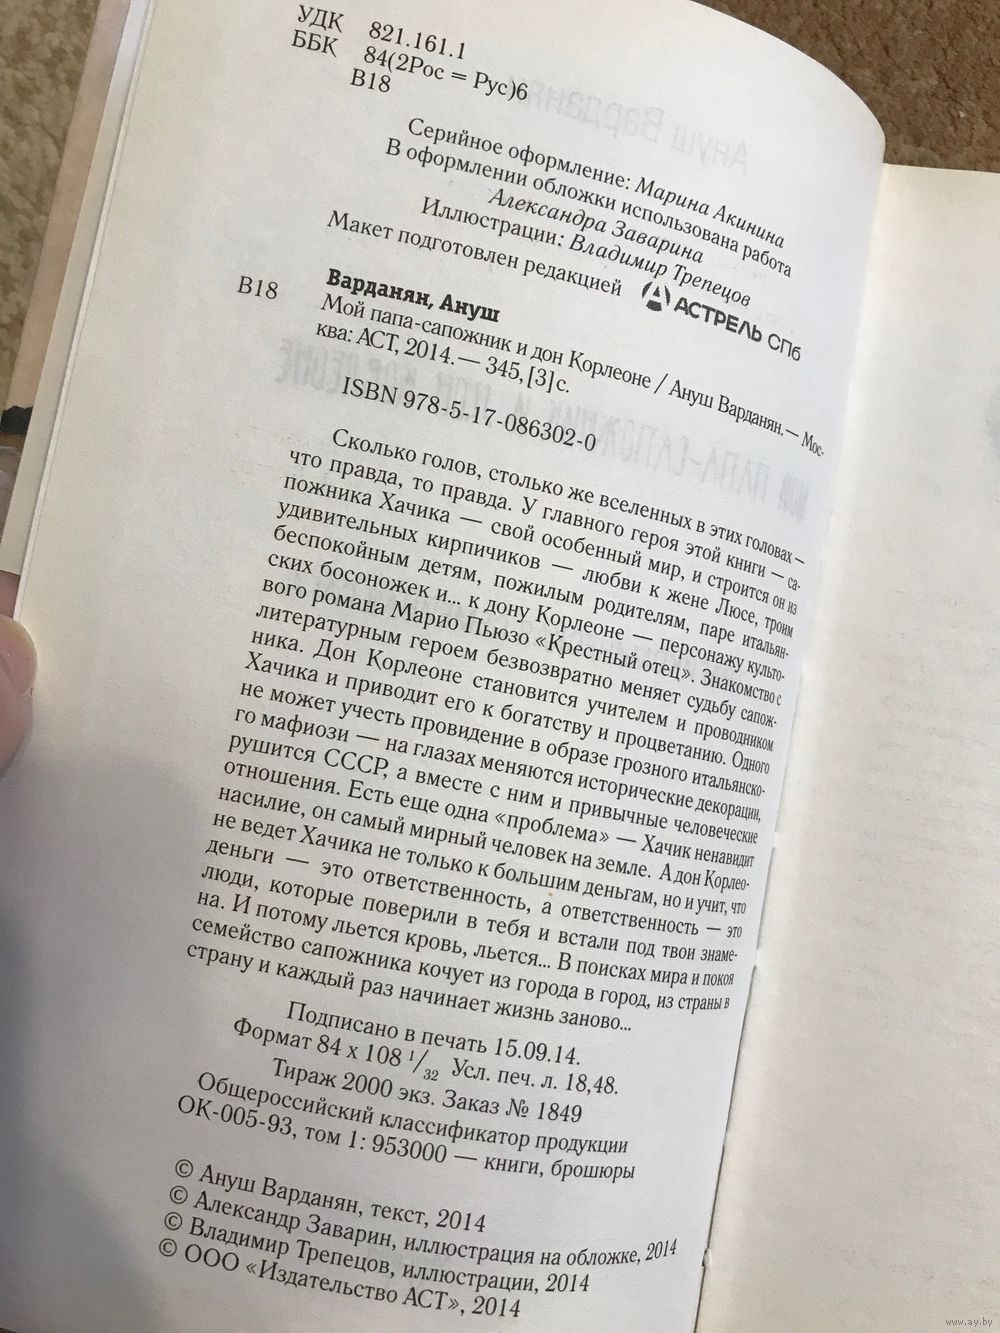 УДК 821.161.1
ББК 84(2Рос = Рус)6
В18
Серийное оформление: Марина Акинина
В оформлении обложки использована работа
Александра Заварина
Иллюстрации: Владимир Трепецов
Макет подготовлен редакцией АСТРЕЛЬ СПб
Варданян, Ануш
В18 Мой папа-сапожник и дон Корлеоне / Ануш Варданян.— Мос-
ква: АСТ, 2014.— 345, [3] с.
ISBN 978-5-17-086302-0
Сколько голов, столько же вселенных в этих головах –
что правда, то правда. У главного героя этой книги — са-
пожника Хачика — свой особенный мир, и строится он из
удивительных кирпичиков — любви к жене Люсе, троим
беспокойным детям, пожилым родителям, паре итальян-
ских босоножек и... к дону Корлеоне — персонажу культо-
вого романа Марио Пьюзо «Крестный отец». Знакомство с
литературным героем безвозвратно меняет судьбу сапож-
ника. Дон Корлеоне становится учителем и проводником
Хачика и приводит его к богатству и процветанию. Одного
не может учесть провидение в образе грозного итальянско-
го мафиози — на глазах меняются исторические декорации,
рушится СССР, а вместе с ним и привычные человеческие
отношения. Есть еще одна «проблема» — Хачик ненавидит
насилие, он самый мирный человек на земле. А дон Корлео-
не ведет Хачика не только к большим деньгам, но и учит, что
деньги — это ответственность, а ответственность — это
люди, которые поверили в тебя и встали под твои знаме-
на. И потому льется кровь, льется... В поисках мира и покоя
семейство сапожника кочует из города в город, из страны в
страну и каждый раз начинает жизнь заново...
Подписано в печать 15.09.14.
Формат 84 х 108 1/32 Усл. печ. л. 18,48.
Тираж 2000 экз. Заказ № 1849
Общероссийский классификатор продукции
ОК-005-93, том 1: 953000 — книги, брошюры
© Ануш Варданян, текст, 2014
© Александр Заварин, иллюстрация на обложке, 2014
© Владимир Трепецов, иллюстрации, 2014
© ООО «Издательство АСТ», 2014
www.ay.by